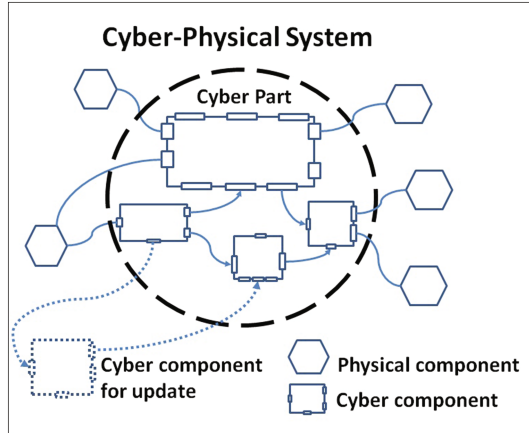 Cyber-Physical System
Cyber Part
Cyber component
for update
Physical component
Cyber component